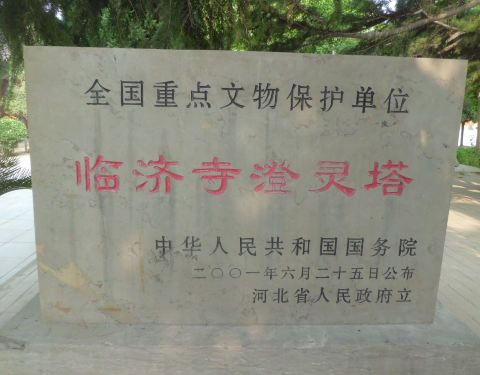 全国重点文物保护单位
临济寺澄灵塔
中华人民共和国国务院
二〇〇一年六月二十五日公布
河北省人民政府立